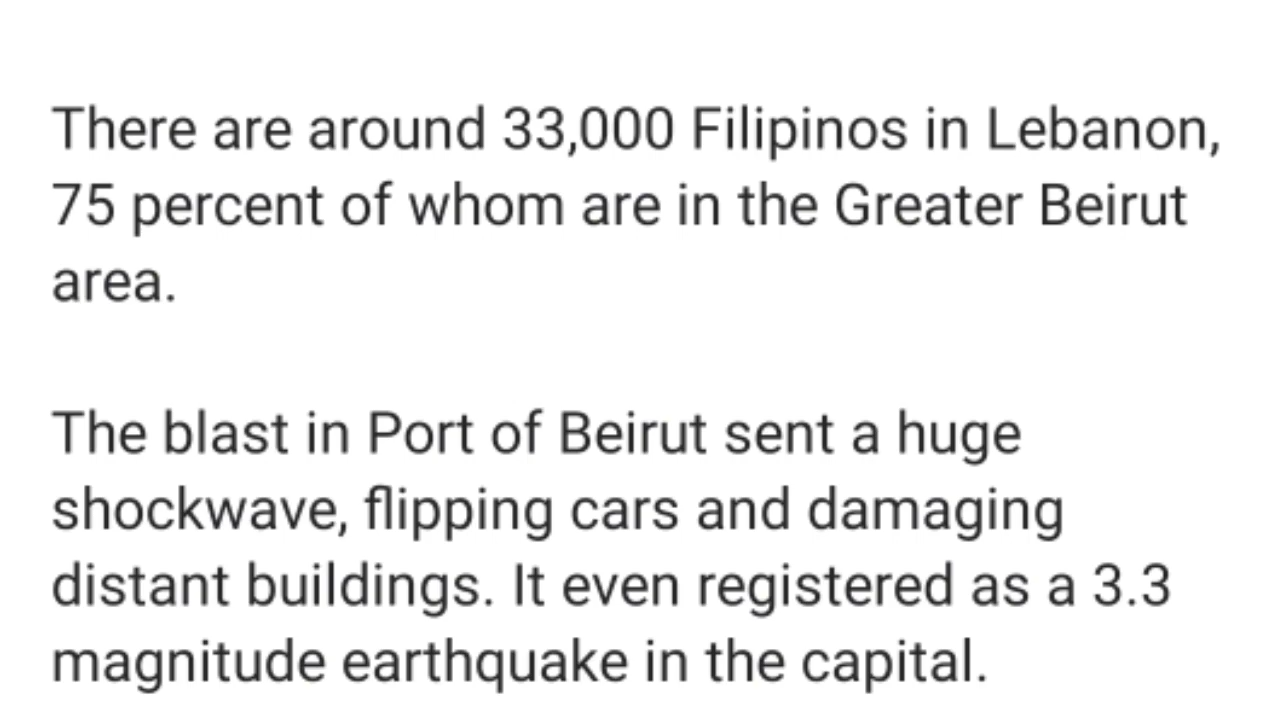 There are around 33,000 Filipinos in Lebanon,
75 percent of whom are in the Greater Beirut
area.
The blast in Port of Beirut sent a huge
shockwave, flipping cars and damaging
distant buildings. It even registered as a 3.3
magnitude earthquake in the capital.